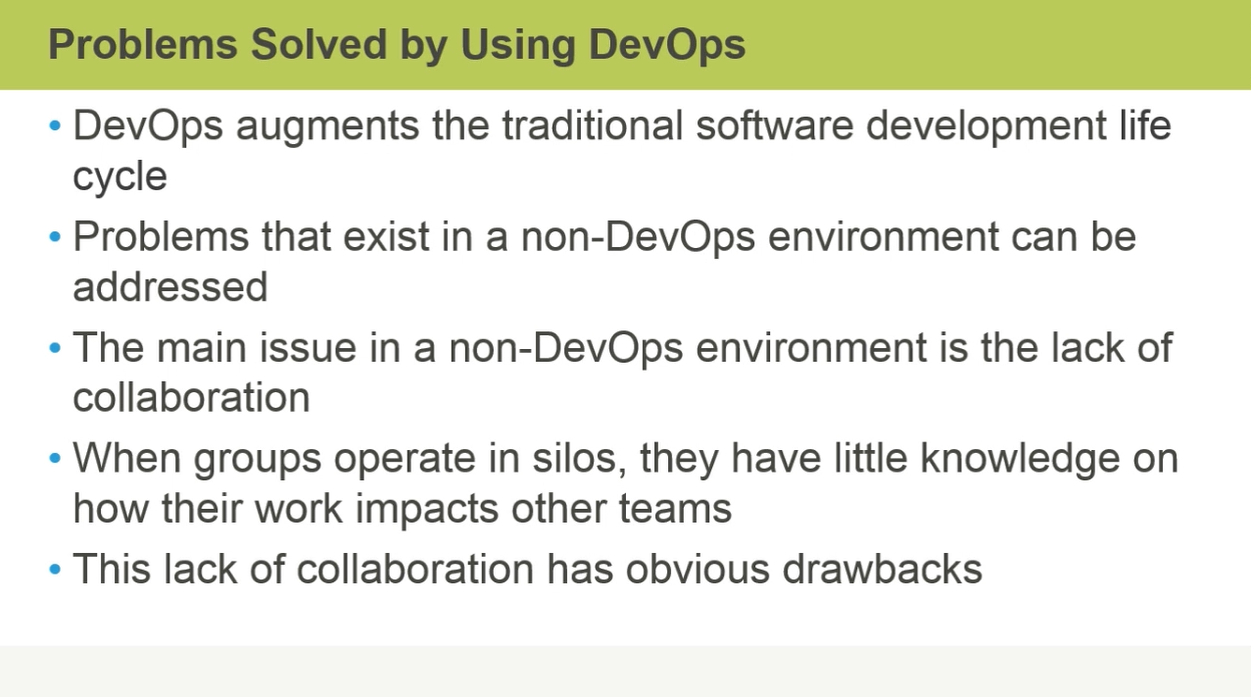 Problems Solved by Using DevOps
• DevOps augments the traditional software development life
cycle
• Problems that exist in a non-DevOps environment can be
addressed
• The main issue in a non-DevOps environment is the lack of
collaboration
• When groups operate in silos, they have little knowledge on
how their work impacts other teams
• This lack of collaboration has obvious drawbacks